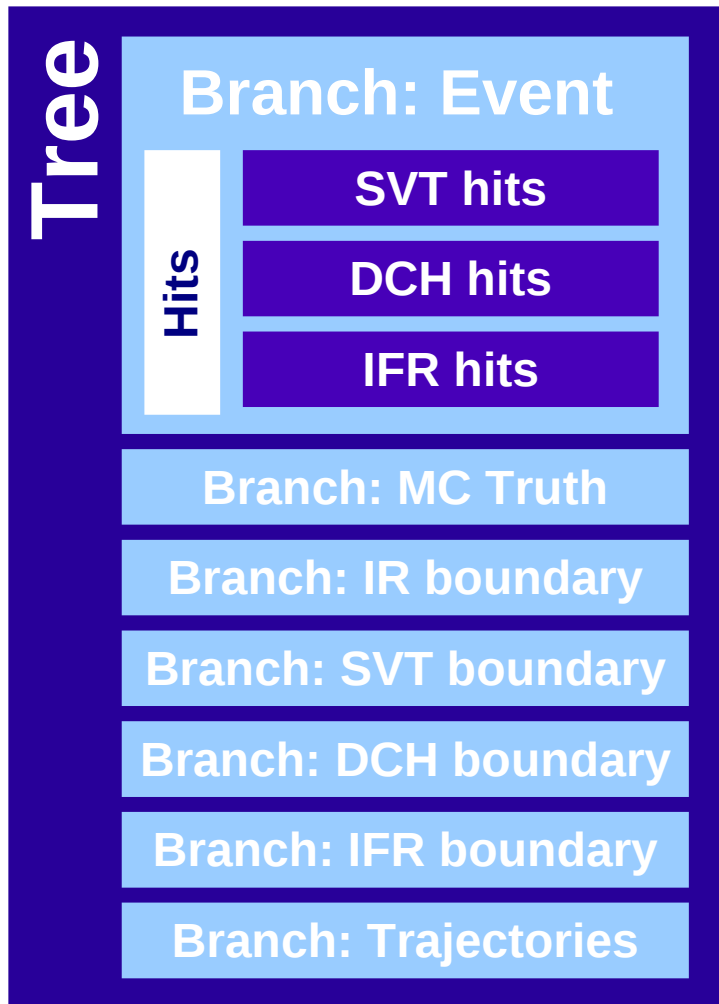 Tree
Branch: Event
Hits
SVT hits
DCH hits
IFR hits
Branch: MC Truth
Branch: IR boundary
Branch: SVT boundary
Branch: DCH boundary
Branch: IFR boundary
Branch: Trajectories